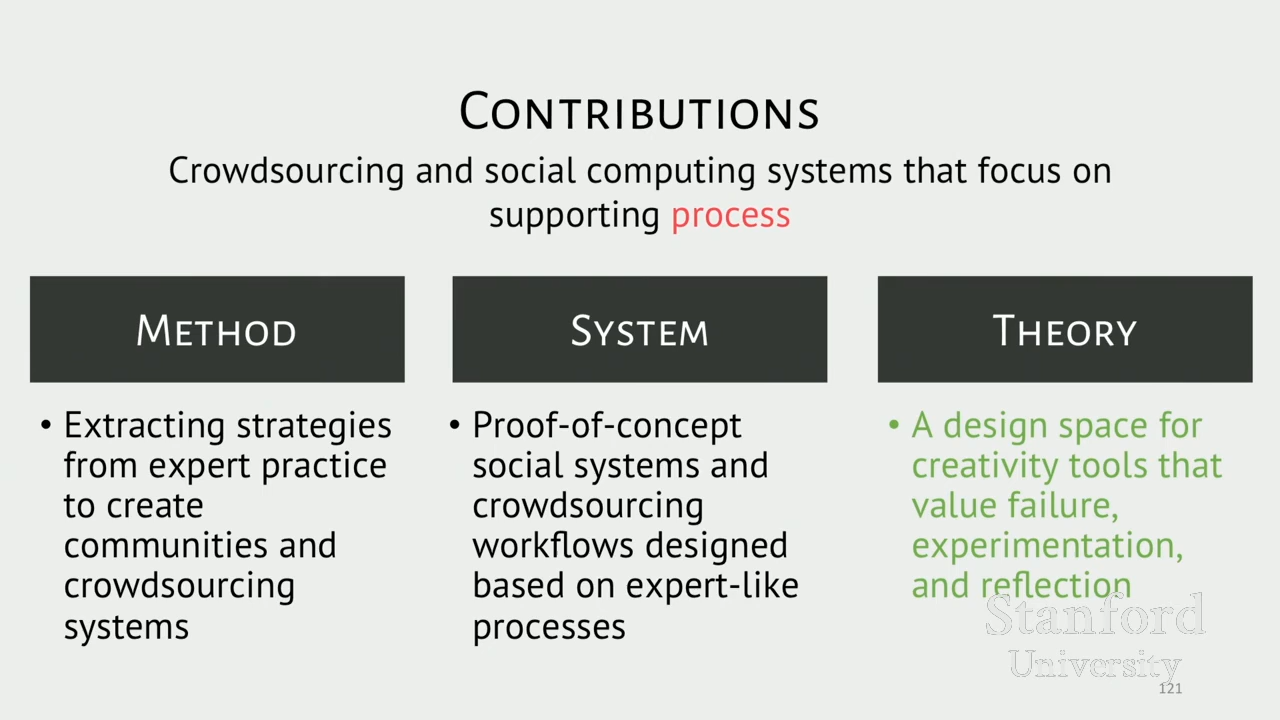 Contributions
Crowdsourcing and social computing systems that focus on
supporting process
Method
• Extracting strategies
from expert practice
to create
communities and
crowdsourcing
systems
System
• Proof-of-concept
social systems and
crowdsourcing
workflows designed
based on expert-like
processes
Theory
• A design space for
creativity tools that
value failure,
experimentation,
and reflection
Stanford
University
121